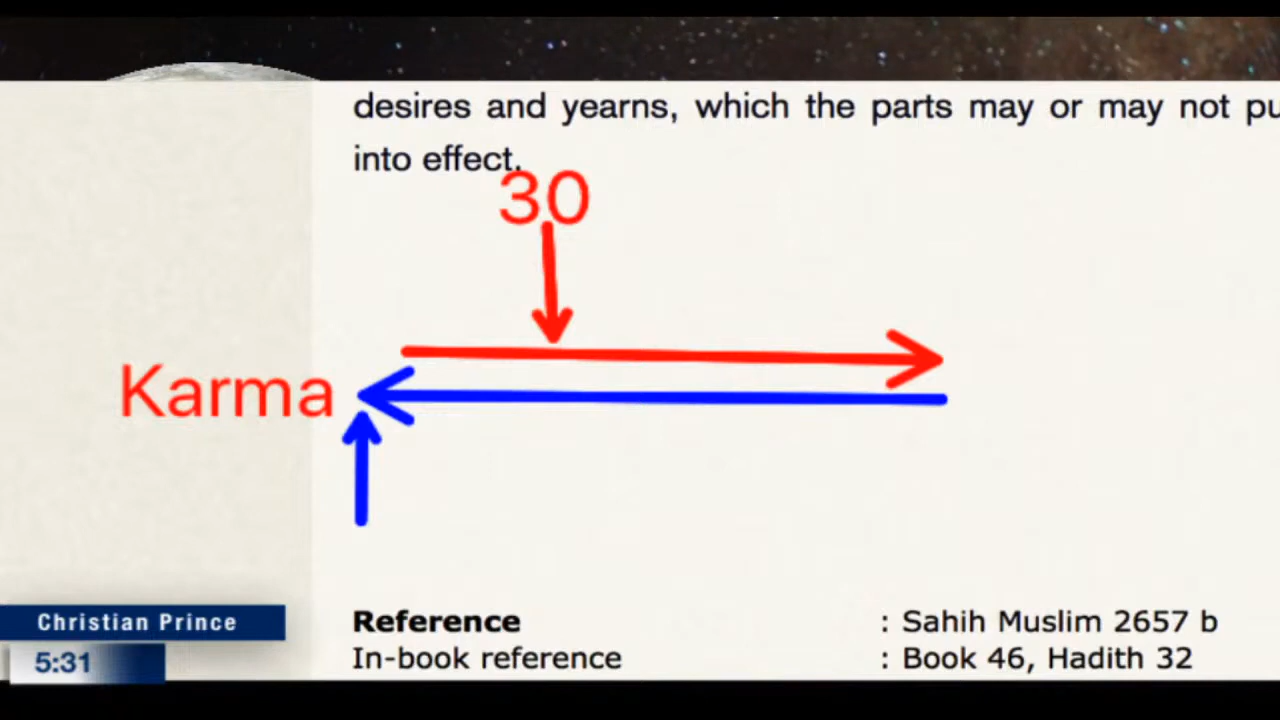 desires and yearns, which the parts may or may not pu
into effect.
30
Karma
Reference : Sahih Muslim 2657 b
In-book reference : Book 46, Hadith 32
Christian Prince
5:31